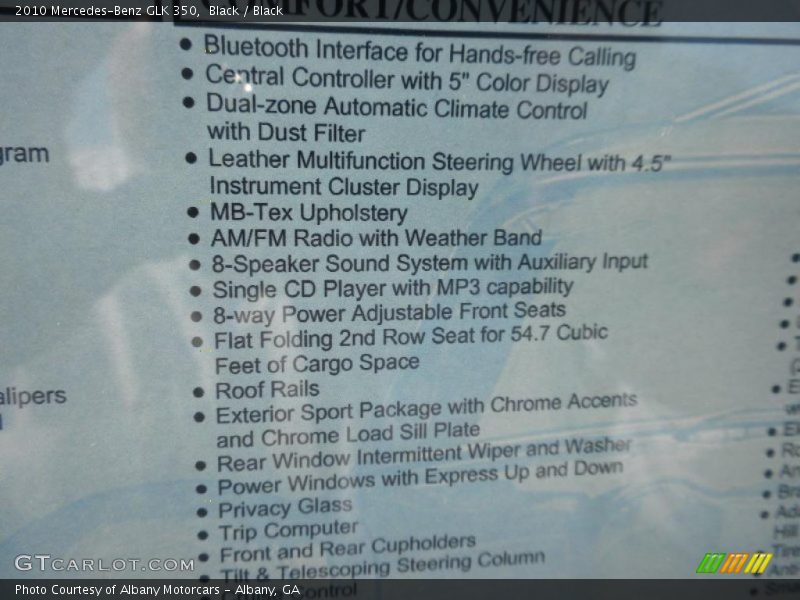 2010 Mercedes-Benz GLK 350, Black / Black
FORT/CONVENIENCE
• Bluetooth Interface for Hands-free Calling
• Central Controller with 5" Color Display
• Dual-zone Automatic Climate Control
with Dust Filter
gram
• Leather Multifunction Steering Wheel with 4.5"
Instrument Cluster Display
• MB-Tex Upholstery
• AM/FM Radio with Weather Band
• 8-Speaker Sound System with Auxiliary Input
• Single CD Player with MP3 capability
• 8-way Power Adjustable Front Seats
• Flat Folding 2nd Row Seat for 54.7 Cubic
Feet of Cargo Space
• Roof Rails
alipers
• Exterior Sport Package with Chrome Accents
and Chrome Load Sill Plate
• Rear Window Intermittent Wiper and Washer
• Power Windows with Express Up and Down
• Privacy Glass
• Trip Computer
• Front and Rear Cupholders
• Tilt & Telescoping Steering Column
Control
Hill
GTCARLOT.COM
Photo Courtesy of Albany Motorcars - Albany, GA